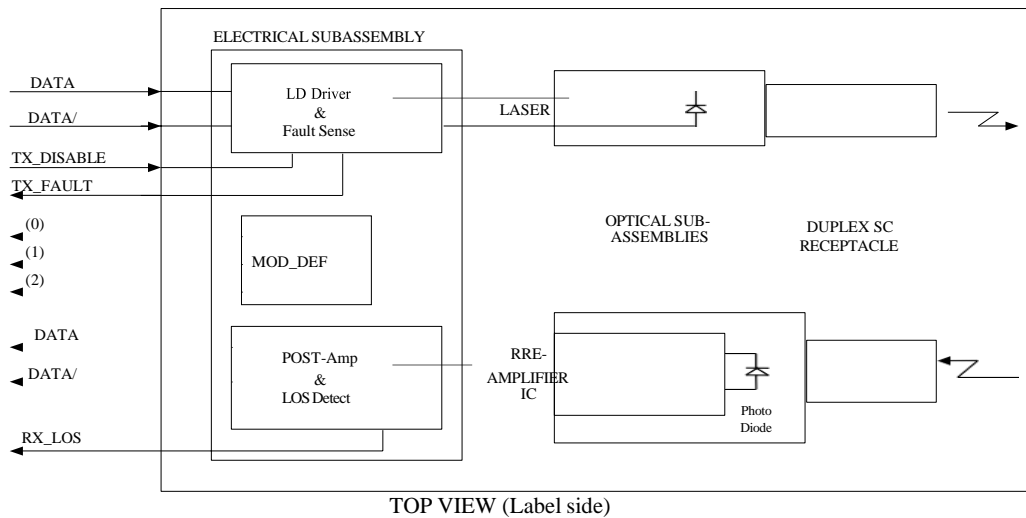 ELECTRICAL SUBASSEMBLY
DATA
DATA/
TX_DISABLE
TX_FAULT
LD Driver
&
Fault Sense
LASER
(0)
(1)
(2)
MOD_DEF
OPTICAL SUB-
ASSEMBLIES
DUPLEX SC
RECEPTACLE
DATA
DATA/
RX_LOS
POST-Amp
&
LOS Detect
RRE-
AMPLIFIER
IC
Photo
Diode
TOP VIEW (Label side)